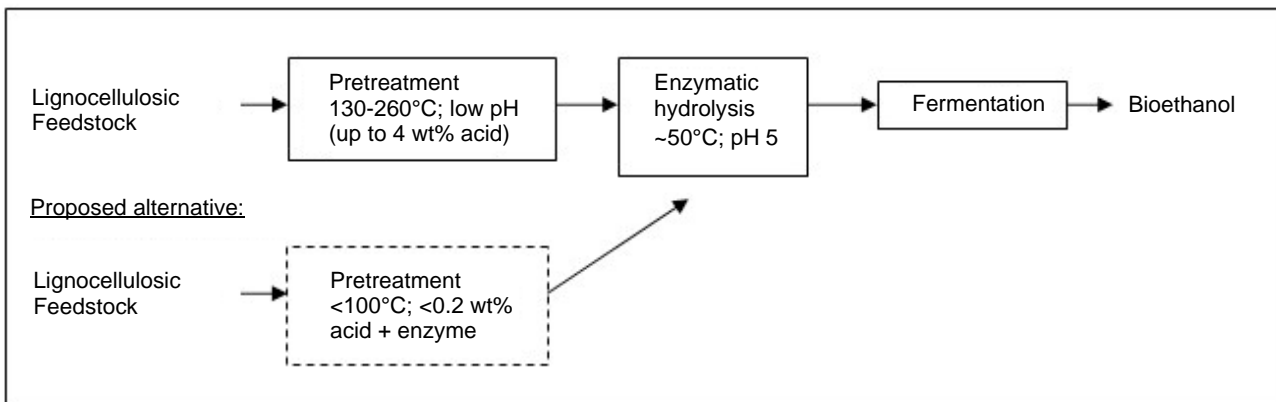 Lignocellulosic
Feedstock
Pretreatment
130-260°C; low pH
(up to 4 wt% acid)
Enzymatic
hydrolysis
~50°C; pH 5
Fermentation
Bioethanol
Proposed alternative:
Lignocellulosic
Feedstock
Pretreatment
<100°C; <0.2 wt%
acid + enzyme